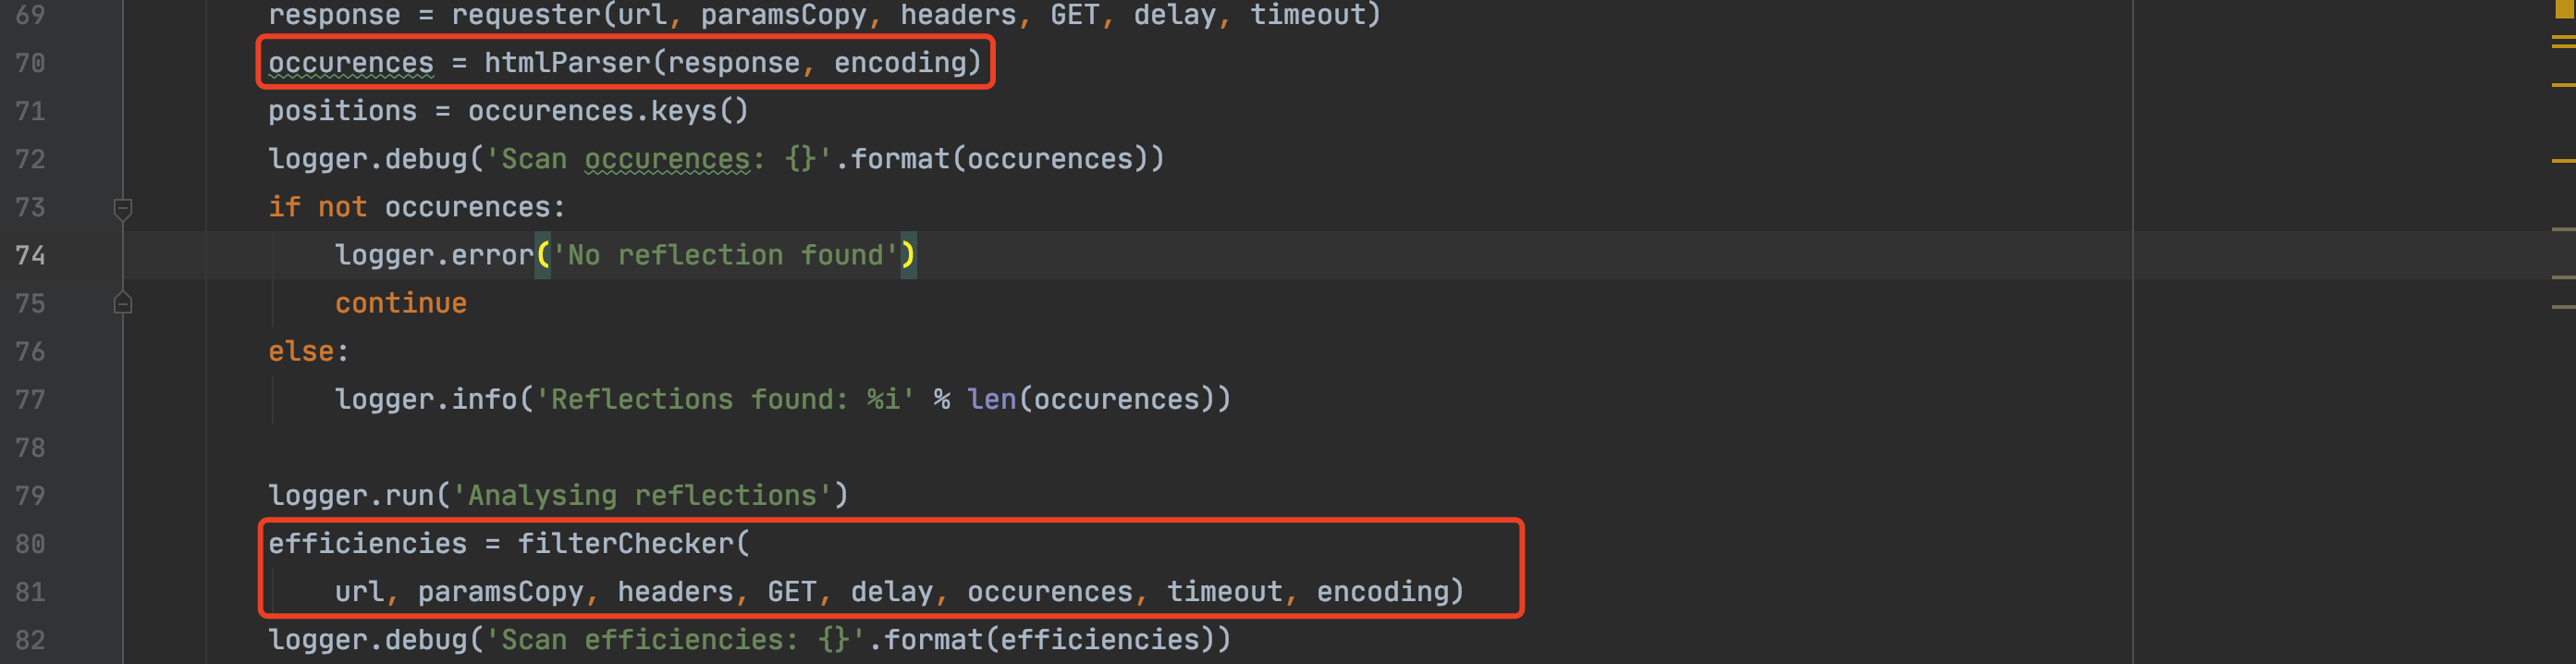 69 response = requester(url, paramsCopy, headers, GET, delay, timeout)
70 occurences = htmlParser(response, encoding)
71 positions = occurences.keys()
72 logger.debug('Scan occurences: {}'.format(occurences))
73 if not occurences:
74 logger.error('No reflection found')
75 continue
76 else:
77 logger.info('Reflections found: %i' % len(occurences))
78
79 logger.run('Analysing reflections')
80 efficiencies = filterChecker(
81 url, paramsCopy, headers, GET, delay, occurences, timeout, encoding)
82 logger.debug('Scan efficiencies: {}'.format(efficiencies))